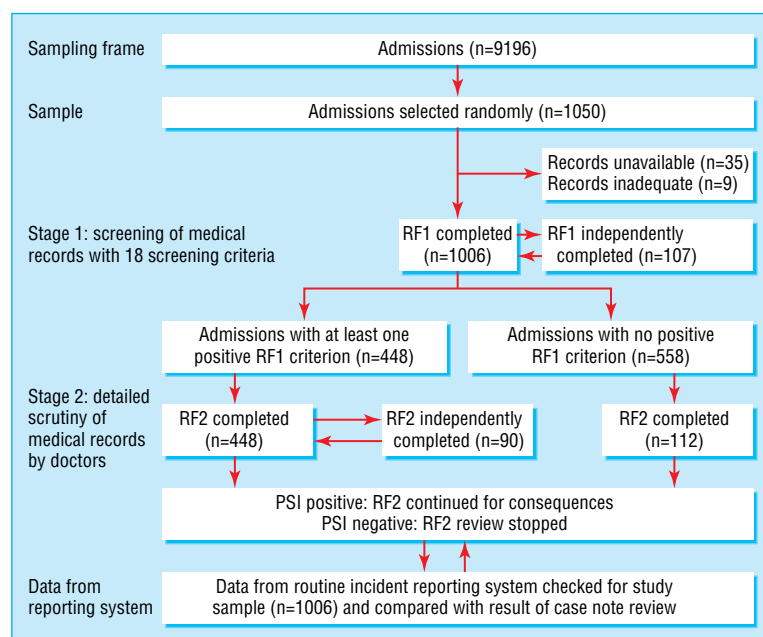 Sampling frame
Admissions (n=9196)
Sample
Admissions selected randomly (n=1050)
Records unavailable (n=35)
Records inadequate (n=9)
Stage 1: screening of medical
records with 18 screening criteria
RF1 completed
(n=1006)
RF1 independently
completed (n=107)
Admissions with at least one
positive RF1 criterion (n=448)
Admissions with no positive
RF1 criterion (n=558)
Stage 2: detailed
scrutiny of
medical records
by doctors
RF2 completed
(n=448)
RF2 independently
completed (n=90)
RF2 completed
(n=112)
PSI positive: RF2 continued for consequences
PSI negative: RF2 review stopped
Data from
reporting system
Data from routine incident reporting system checked for study
sample (n=1006) and compared with result of case note review